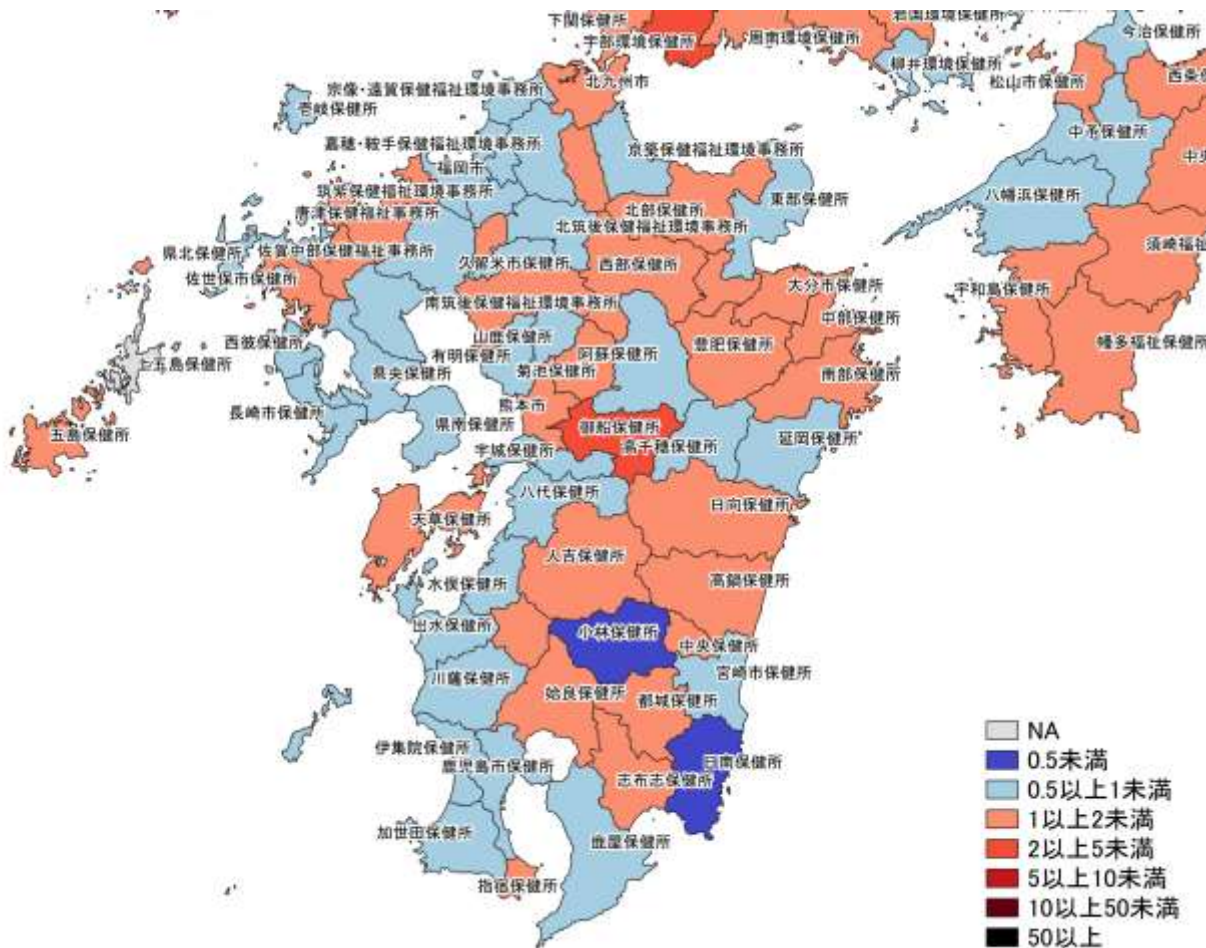 下関保健所
岩国環境保健所
宇部環境保健所
周南環境保健所
今治保健所
柳井環境保健所
北九州市
松山市保健所
西条保
宗像・遠賀保健福祉環境事務所
壱岐保健所
中予保健所
嘉穂・鞍手保健福祉環境事務所
京築保健福祉環境事務所
福岡市
中央
筑紫保健福祉環境事務所
東部保健所
八幡浜保健所
唐津保健福祉事務所
北部保健所
北筑後保健福祉環境事務所
県北保健所
佐賀中部保健福祉事務所
須崎福祉
久留米市保健所
西部保健所
佐世保市保健所
大分市保健所
宇和島保健所
南筑後保健福祉環境事務所
中部保健所
山鹿保健所
西彼保健所
豊肥保健所
幡多福祉保健所
有明保健所
阿蘇保健所
上五島保健所
菊池保健所
県央保健所
南部保健所
熊本市
長崎市保健所
県南保健所
御船保健所
五島保健所
延岡保健所
宇城保健所
高千穂保健所
八代保健所
日向保健所
天草保健所
人吉保健所
高鍋保健所
水俣保健所
出水保健所
小林保健所
中央保健所
宮崎市保健所
川薩保健所
姶良保健所
都城保健所
伊集院保健所
日南保健所
鹿児島市保健所
志布志保健所
加世田保健所
鹿屋保健所
指宿保健所
NA
0.5未満
0.5以上1未満
1以上2未満
2以上5未満
5以上10未満
10以上50未満
50以上